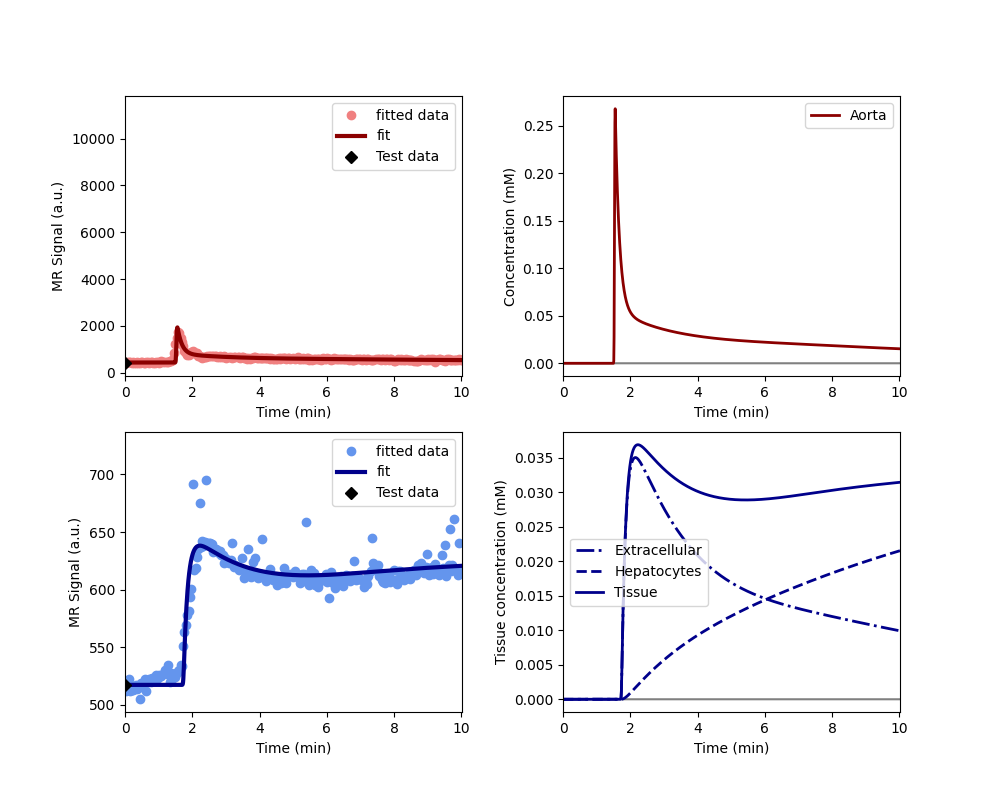 10000
8000
6000
4000
2000
0
MR Signal (a.u.)
fitted data
fit
Test data
0 2 4 6 8 10
Time (min)
0.25
0.20
0.15
0.10
0.05
0.00
Concentration (mM)
Aorta
0 2 4 6 8 10
Time (min)
700
650
600
550
500
MR Signal (a.u.)
fitted data
fit
Test data
0 2 4 6 8 10
Time (min)
0.035
0.030
0.025
0.020
0.015
0.010
0.005
0.000
Tissue concentration (mM)
Extracellular
Hepatocytes
Tissue
0 2 4 6 8 10
Time (min)